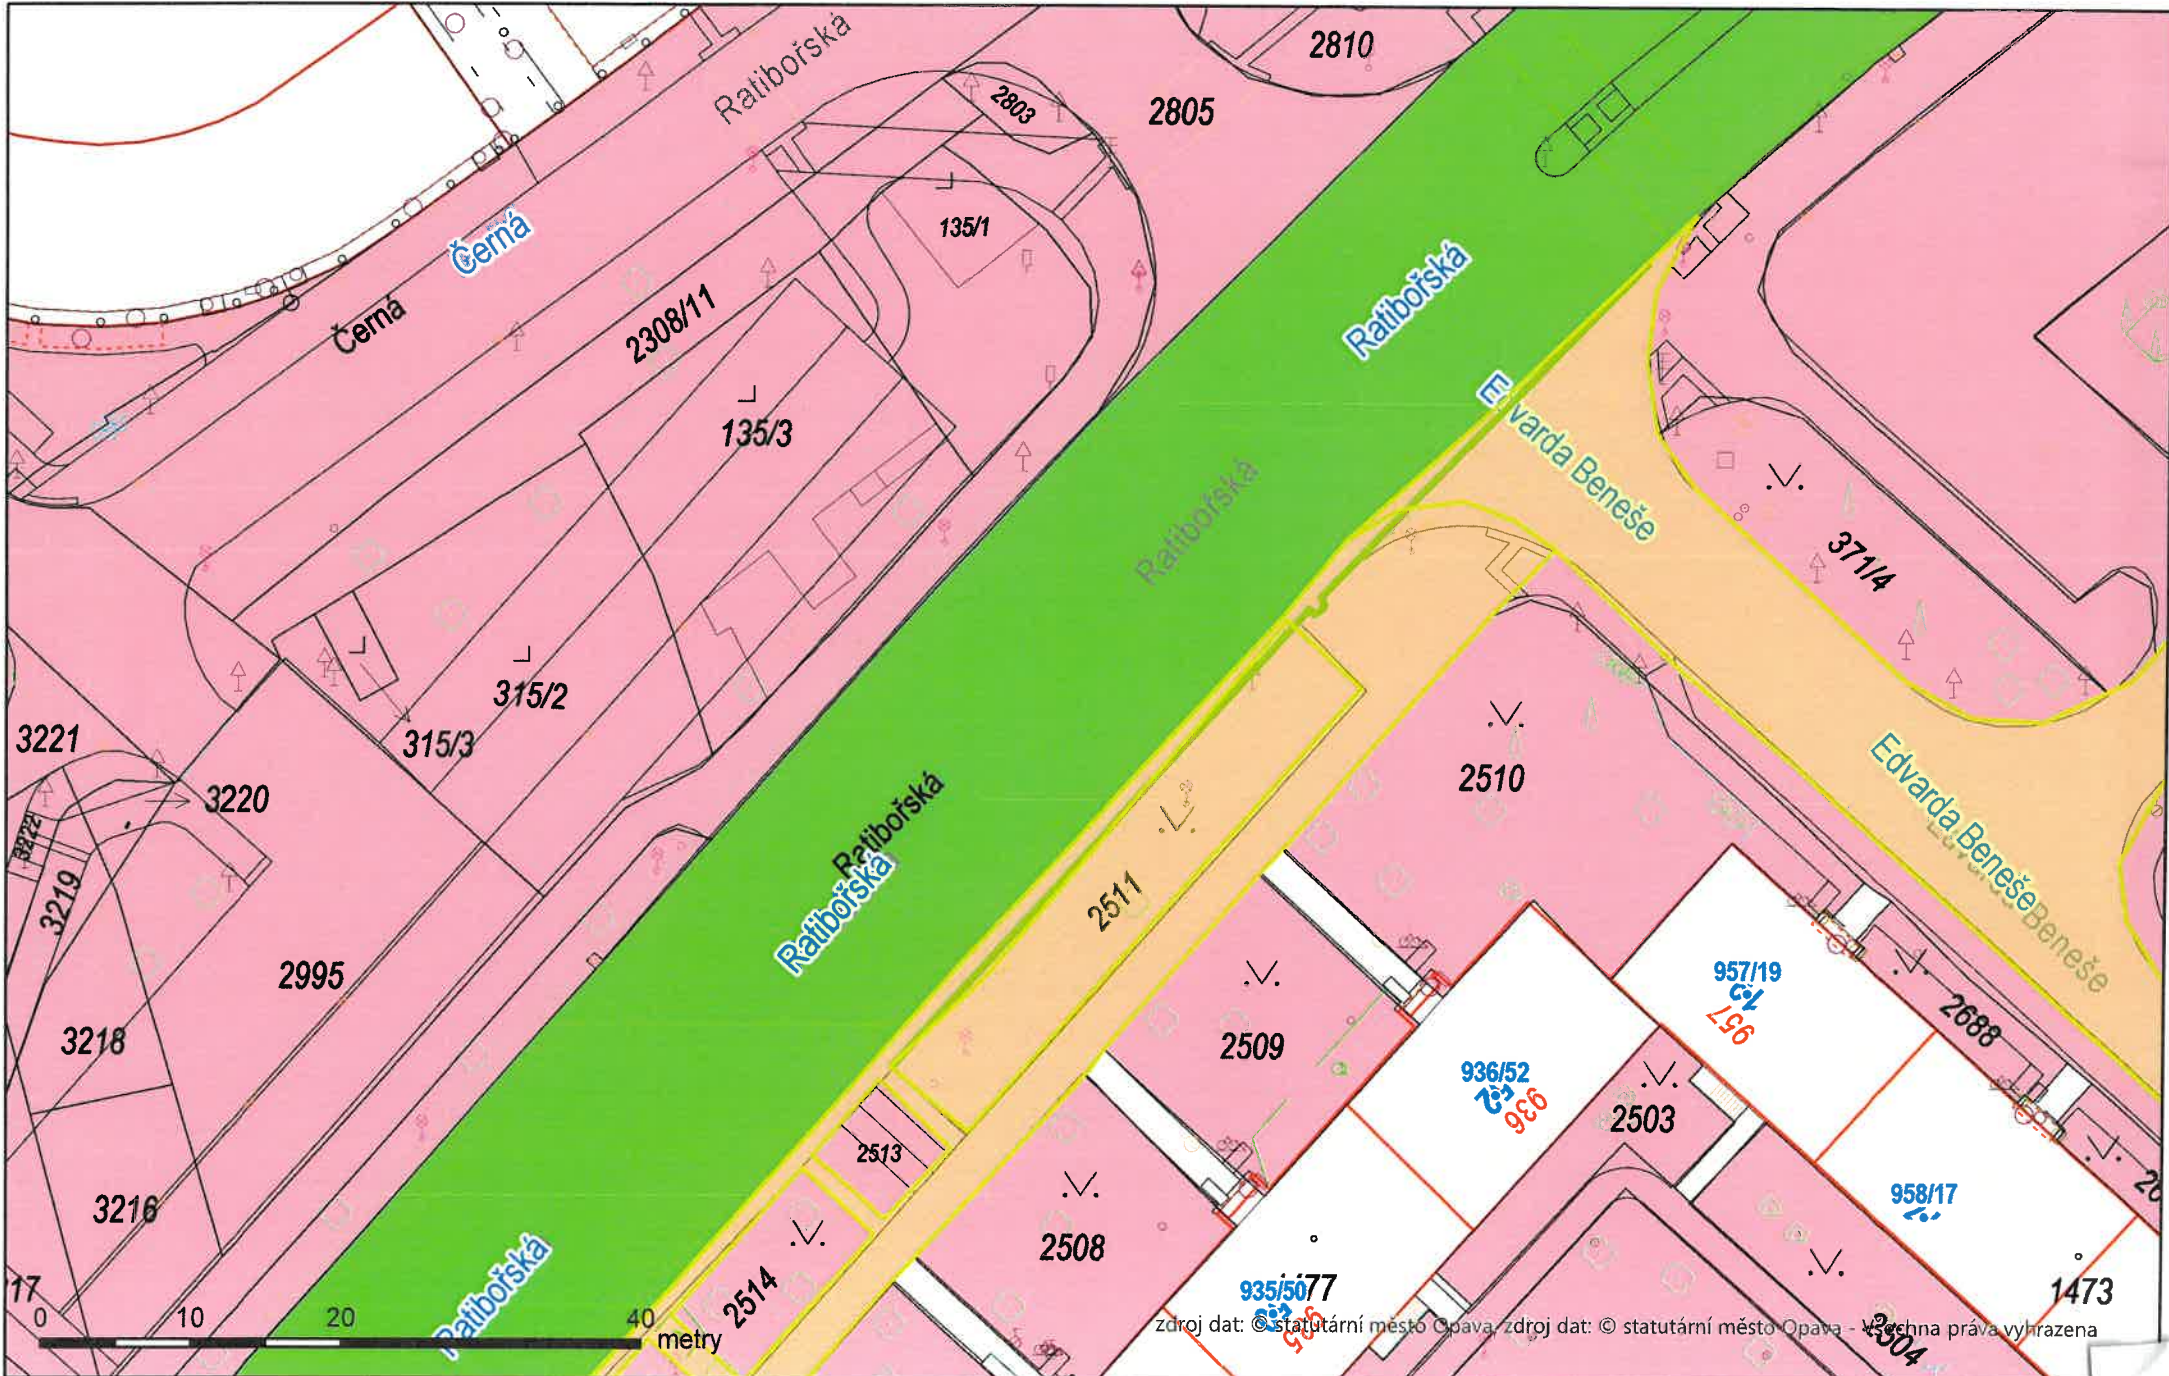 Ratibořská
2810
2803
2805
135/1
Černá
Černá
2308/11
Ratibořská
135/3
Edvarda Beneše
Ratibořská
371/4
315/2
315/3
3221
3220
2510
Edvarda Beneše
Beneše
Ratibořská
Ratibořská
3222
3219
2511
2995
957/19
957
2688
3218
2509
936/52
936
2503
2513
3216
958/17
2508
2514
Ratibořská
935/50
935
1473
2504
0 10 20 40
metry
zdroj dat: © statutární město Opava, zdroj dat: © statutární město Opava - Všechna práva vyhrazena